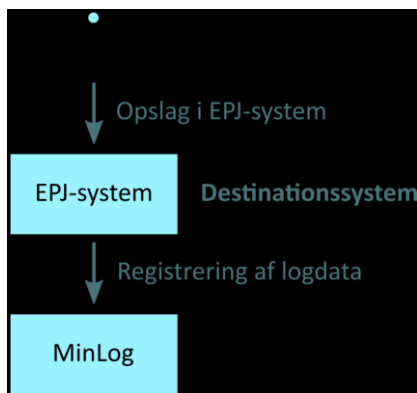 Opslag i EPJ-system
EPJ-system
Destinationssystem
Registrering af logdata
MinLog